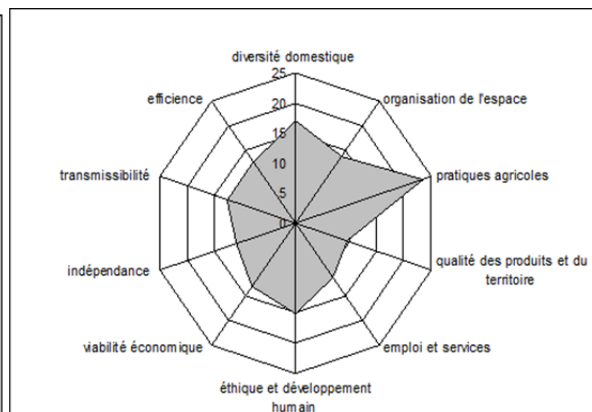 diversité domestique
25
efficience
organisation de l'espace
20
15
transmissibilité
10
pratiques agricoles
5
0
indépendance
qualité des produits et du
territoire
viabilité économique
emploi et services
éthique et développement
humain